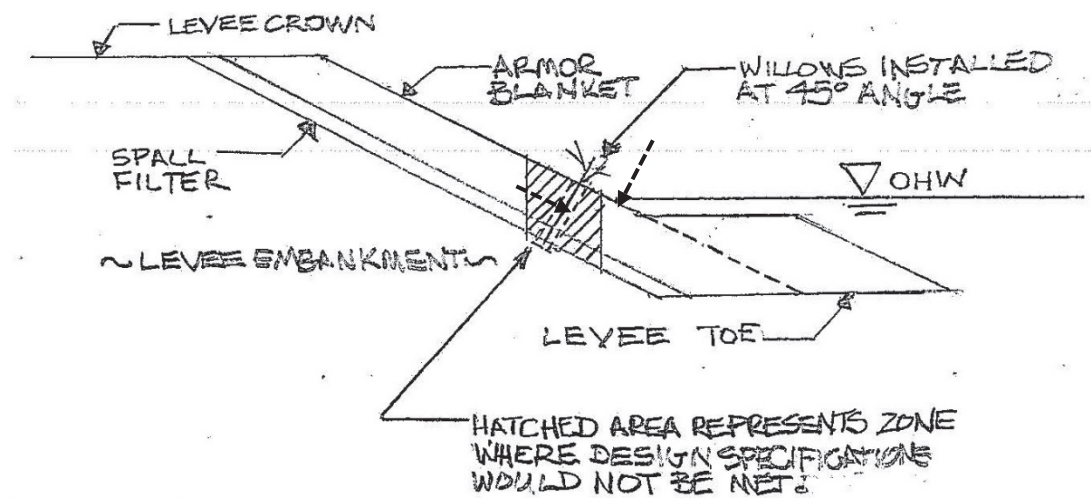 LEVEE CROWN
ARMOR
BLANKET
WILLOWS INSTALLED
AT 45° ANGLE
SPALL
FILTER
OHW
~LEVEE EMBANKMENT~
LEVEE TOE
HATCHED AREA REPRESENTS ZONE
WHERE DESIGN SPECIFICATIONS
WOULD NOT BE MET.